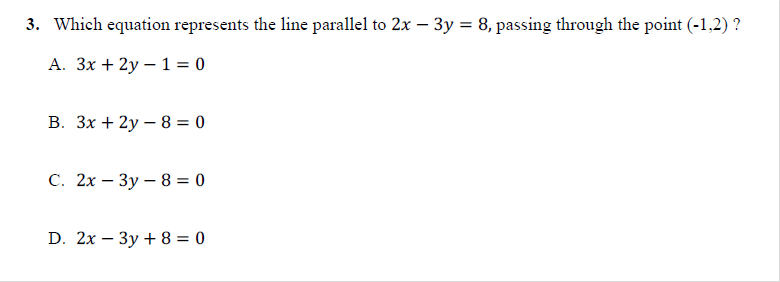 3. Which equation represents the line parallel to 2x − 3y = 8, passing through the point (-1,2) ?
A. 3x + 2y − 1 = 0
B. 3x + 2y − 8 = 0
C. 2x − 3y − 8 = 0
D. 2x − 3y + 8 = 0